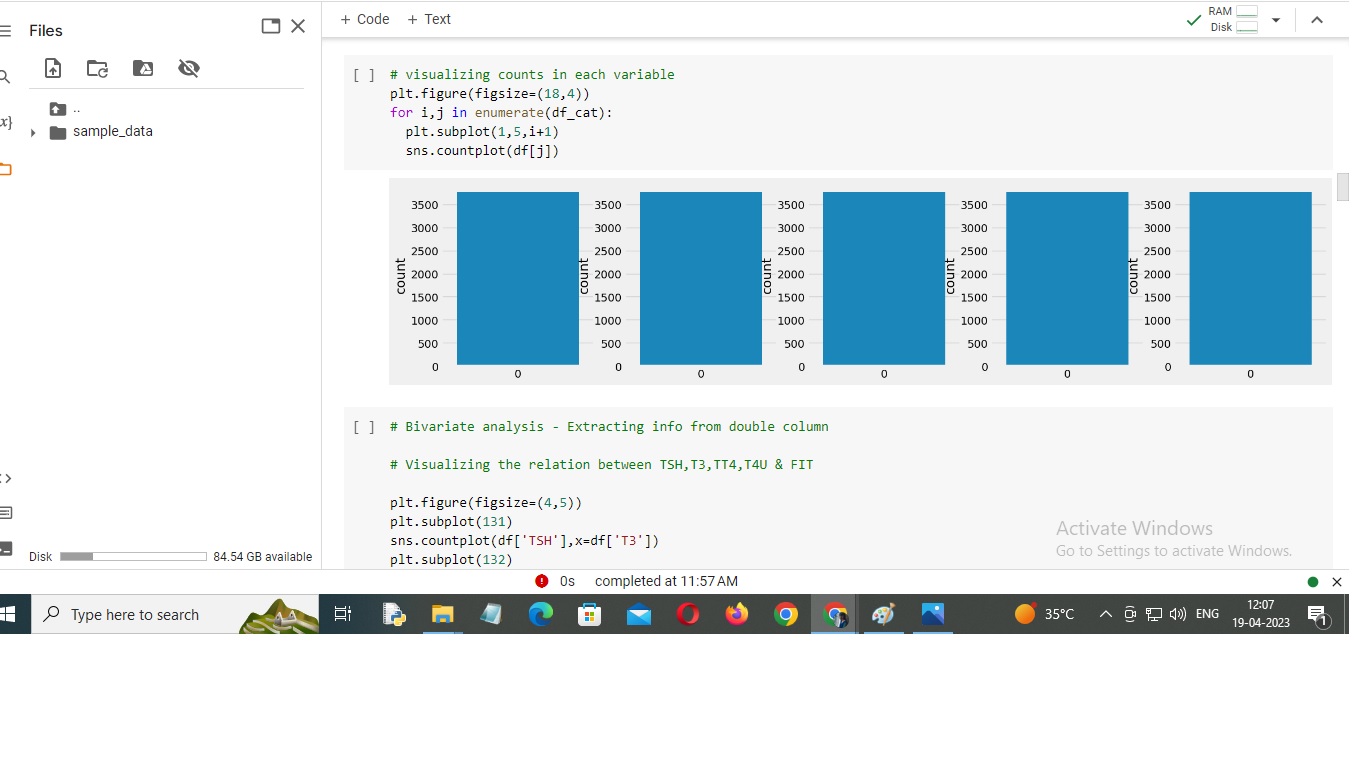 Files
..
sample_data
Disk
84.54 GB available
+ Code + Text
RAM
Disk
[ ] # visualizing counts in each variable
plt.figure(figsize=(18,4))
for i,j in enumerate(df_cat):
plt.subplot(1,5,i+1)
sns.countplot(df[j])
3500 3500 3500 3500 3500
3000 3000 3000 3000 3000
2500 2500 2500 2500 2500
count count count count count
2000 2000 2000 2000 2000
1500 1500 1500 1500 1500
1000 1000 1000 1000 1000
500 500 500 500 500
0 0 0 0 0
0 0 0 0 0
[ ] # Bivariate analysis - Extracting info from double column
# Visualizing the relation between TSH,T3,TT4,T4U & FIT
plt.figure(figsize=(4,5))
plt.subplot(131)
sns.countplot(df['TSH'],x=df['T3'])
plt.subplot(132)
Activate Windows
Go to Settings to activate Windows.
0s completed at 11:57 AM
Type here to search
35°C
ENG
12:07
19-04-2023
1